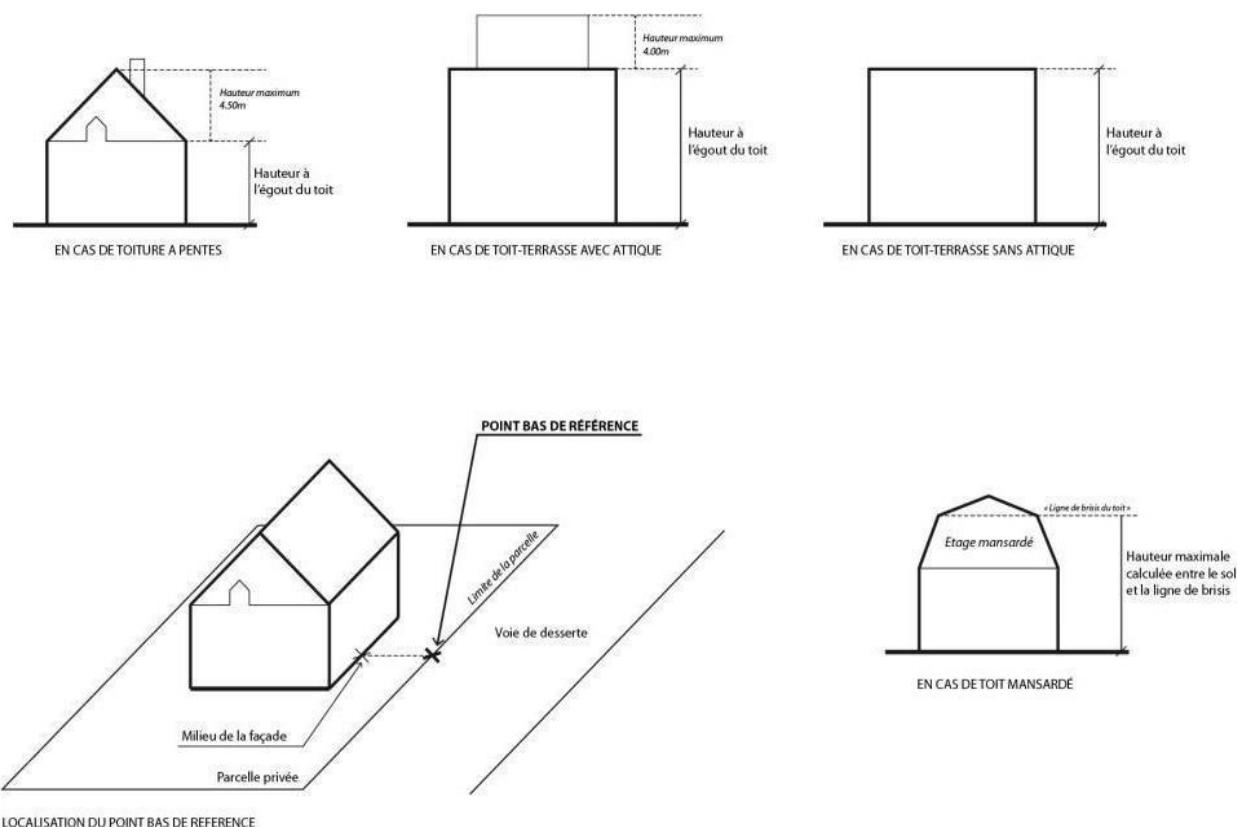 Hauteur maximum
4.50m
Hauteur à
l'égout du toit
EN CAS DE TOITURE A PENTES
Hauteur maximum
4.00m
Hauteur à
l'égout du toit
EN CAS DE TOIT-TERRASSE AVEC ATTIQUE
Hauteur à
l'égout du toit
EN CAS DE TOIT-TERRASSE SANS ATTIQUE
POINT BAS DE RÉFÉRENCE
Limite de la parcelle
Voie de desserte
Milieu de la façade
Parcelle privée
LOCALISATION DU POINT BAS DE REFERENCE
« Ligne de brisis du toit »
Etage mansardé
Hauteur maximale
calculée entre le sol
et la ligne de brisis
EN CAS DE TOIT MANSARDÉ